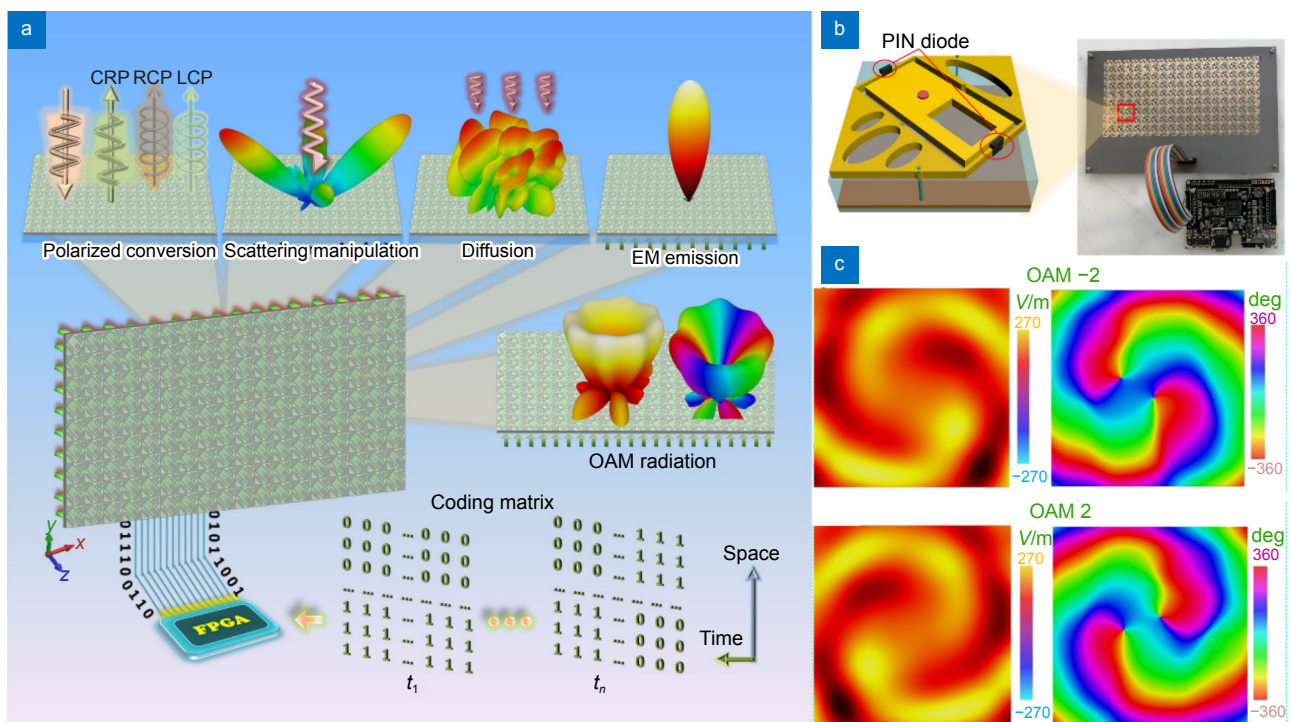 a
CRP RCP LCP
Polarized conversion
Scattering manipulation
Diffusion
EM emission
OAM radiation
Coding matrix
0 0 0 ... 0 0 0
0 0 0 ... 0 0 0
0 0 0 ... 0 0 0
... ... ... ... ... ... ...
1 1 1 ... 1 1 1
1 1 1 ... 1 1 1
1 1 1 ... 1 1 1
t1
0 0 0 ... 1 1 1
0 0 0 ... 1 1 1
0 0 0 ... 1 1 1
... ... ... ... ... ... ...
1 1 1 ... 0 0 0
1 1 1 ... 0 0 0
1 1 1 ... 0 0 0
tn
Space
Time
y
x
z
FPGA
b
PIN diode
c
OAM −2
V/m
270
−270
deg
360
−360
OAM 2
V/m
270
−270
deg
360
−360